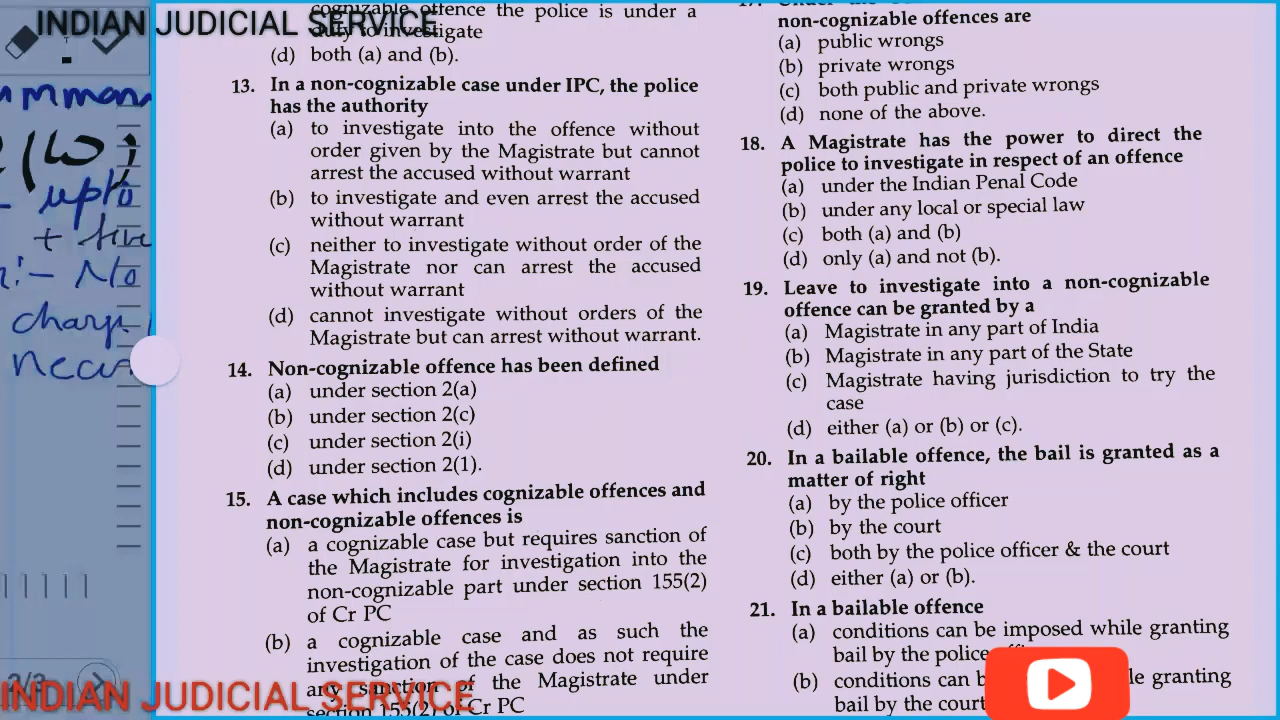 INDIAN JUDICIAL SERVICE
mmon
upto
+ fine
:- No
charge
cognizable offence the police is under a
duty to investigate
(d) both (a) and (b).
13. In a non-cognizable case under IPC, the police
has the authority
(a) to investigate into the offence without
order given by the Magistrate but cannot
arrest the accused without warrant
(b) to investigate and even arrest the accused
without warrant
(c) neither to investigate without order of the
Magistrate nor can arrest the accused
without warrant
(d) cannot investigate without orders of the
Magistrate but can arrest without warrant.
14. Non-cognizable offence has been defined
(a) under section 2(a)
(b) under section 2(c)
(c) under section 2(i)
(d) under section 2(1).
15. A case which includes cognizable offences and
non-cognizable offences is
(a) a cognizable case but requires sanction of
the Magistrate for investigation into the
non-cognizable part under section 155(2)
of Cr PC
(b) a cognizable case and as such the
investigation of the case does not require
any sanction of the Magistrate under
section 155(2) of Cr PC
non-cognizable offences are
(a) public wrongs
(b) private wrongs
(c) both public and private wrongs
(d) none of the above.
18. A Magistrate has the power to direct the
police to investigate in respect of an offence
(a) under the Indian Penal Code
(b) under any local or special law
(c) both (a) and (b)
(d) only (a) and not (b).
19. Leave to investigate into a non-cognizable
offence can be granted by a
(a) Magistrate in any part of India
(b) Magistrate in any part of the State
(c) Magistrate having jurisdiction to try the
case
(d) either (a) or (b) or (c).
20. In a bailable offence, the bail is granted as a
matter of right
(a) by the police officer
(b) by the court
(c) both by the police officer & the court
(d) either (a) or (b).
21. In a bailable offence
(a) conditions can be imposed while granting
bail by the police
(b) conditions can granting
bail by the court
2/3
INDIAN JUDICIAL SERVICE